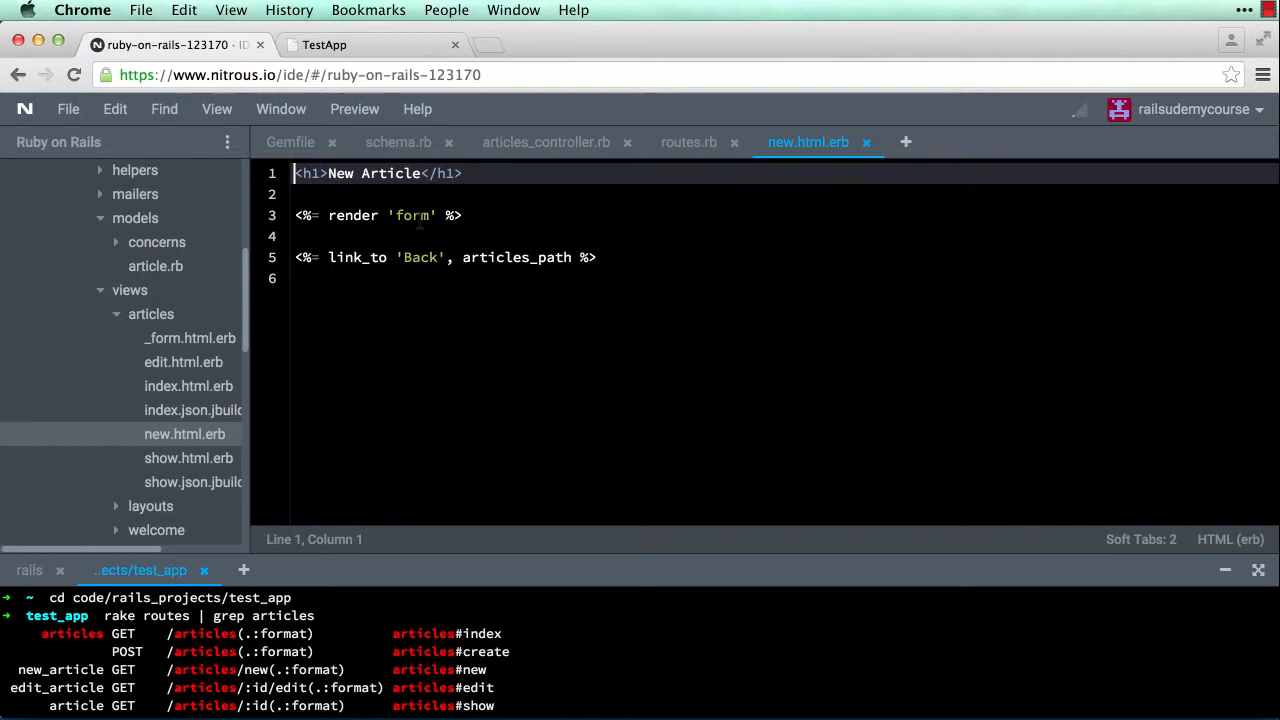 Chrome File Edit View History Bookmarks People Window Help
ruby-on-rails-123170 · ID TestApp
https://www.nitrous.io/ide/#/ruby-on-rails-123170
N File Edit Find View Window Preview Help railsudemycourse
Ruby on Rails Gemfile schema.rb articles_controller.rb routes.rb new.html.erb
helpers
mailers
models
concerns
article.rb
views
articles
_form.html.erb
edit.html.erb
index.html.erb
index.json.jbuild
new.html.erb
show.html.erb
show.json.jbuild
layouts
welcome
1 <h1>New Article</h1>
2
3 <%= render 'form' %>
4
5 <%= link_to 'Back', articles_path %>
6
Line 1, Column 1 Soft Tabs: 2 HTML (erb)
rails ..ects/test_app
➜ ~ cd code/rails_projects/test_app
➜ test_app rake routes | grep articles
articles GET /articles(.:format) articles#index
POST /articles(.:format) articles#create
new_article GET /articles/new(.:format) articles#new
edit_article GET /articles/:id/edit(.:format) articles#edit
article GET /articles/:id(.:format) articles#show